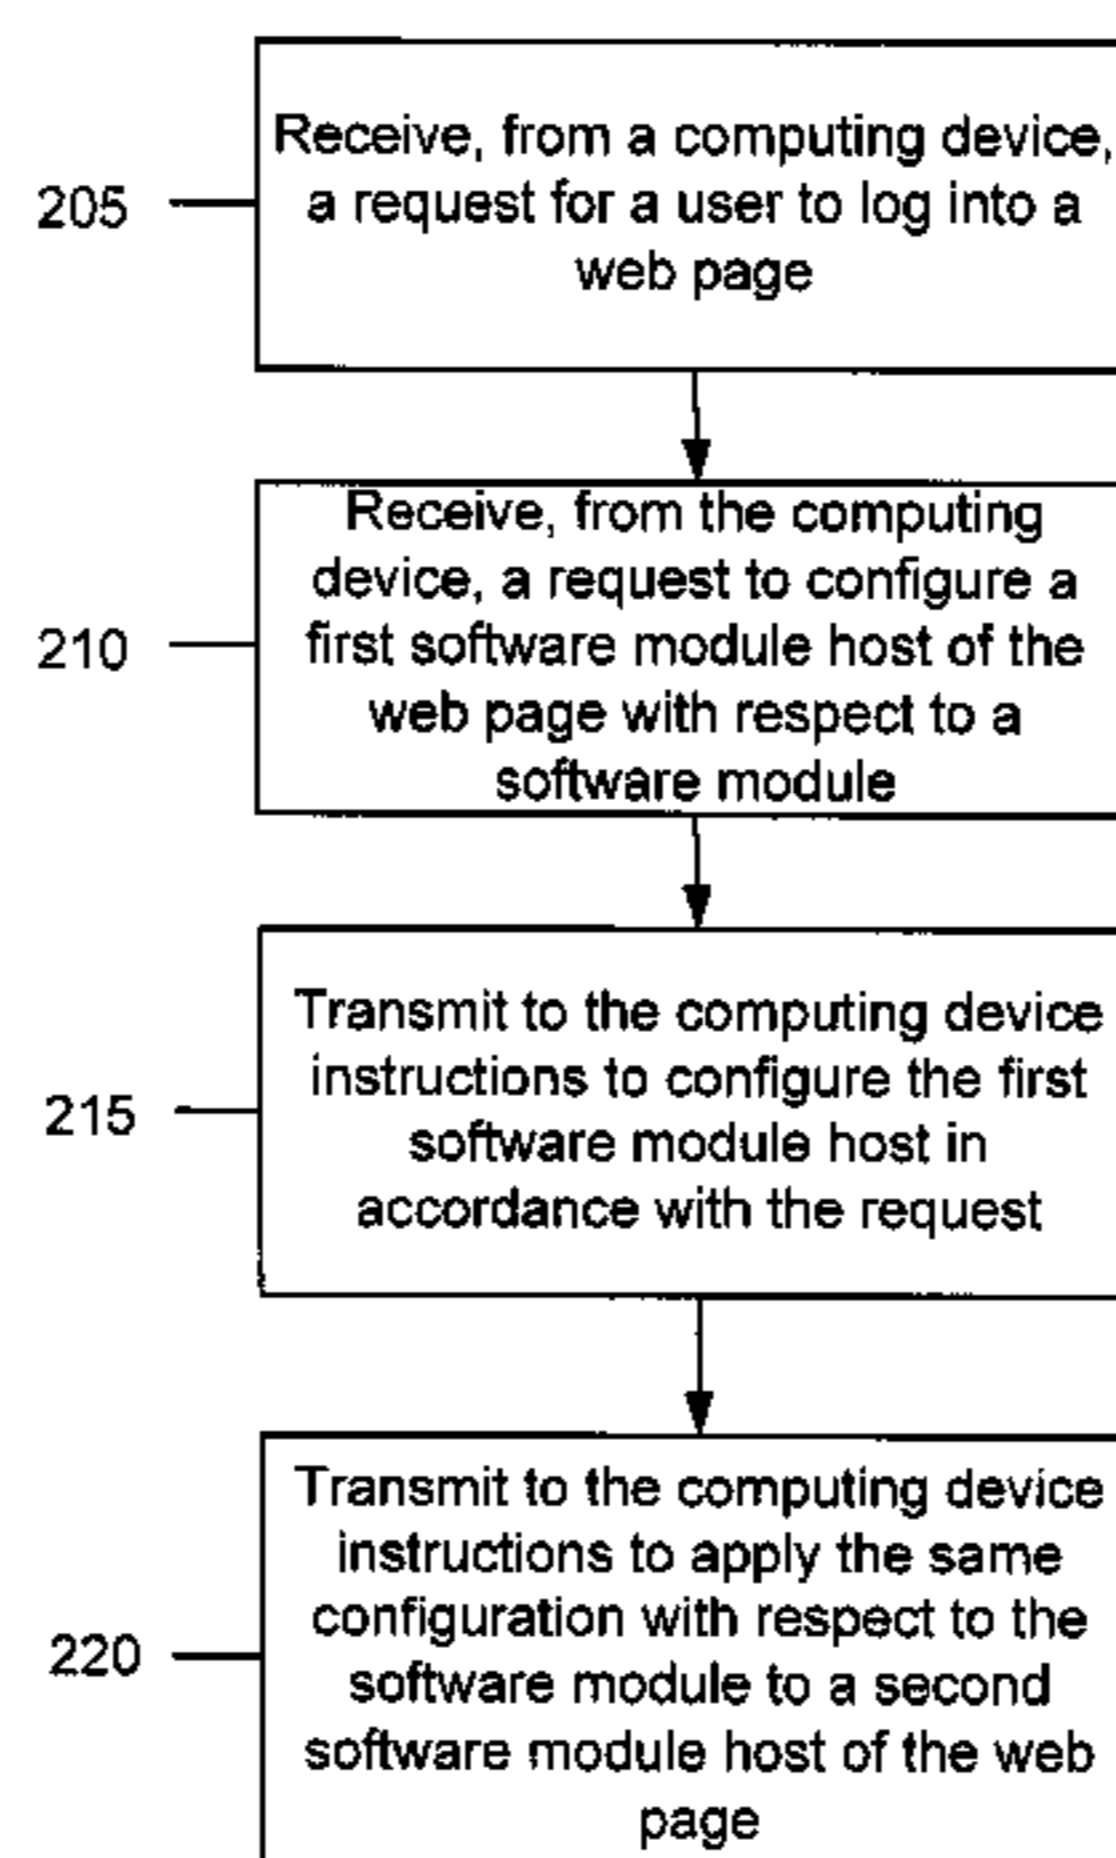 Receive, from a computing device,
205
a request for a user to log into a
web page
Receive, from the computing
device, a request to configure a
210
first software module host of the
web page with respect to a
software module
Transmit to the computing device
instructions to configure the first
215
software module host in
accordance with the request
Transmit to the computing device
instructions to apply the same
configuration with respect to the
220
software module to a second
software module host of the web
page